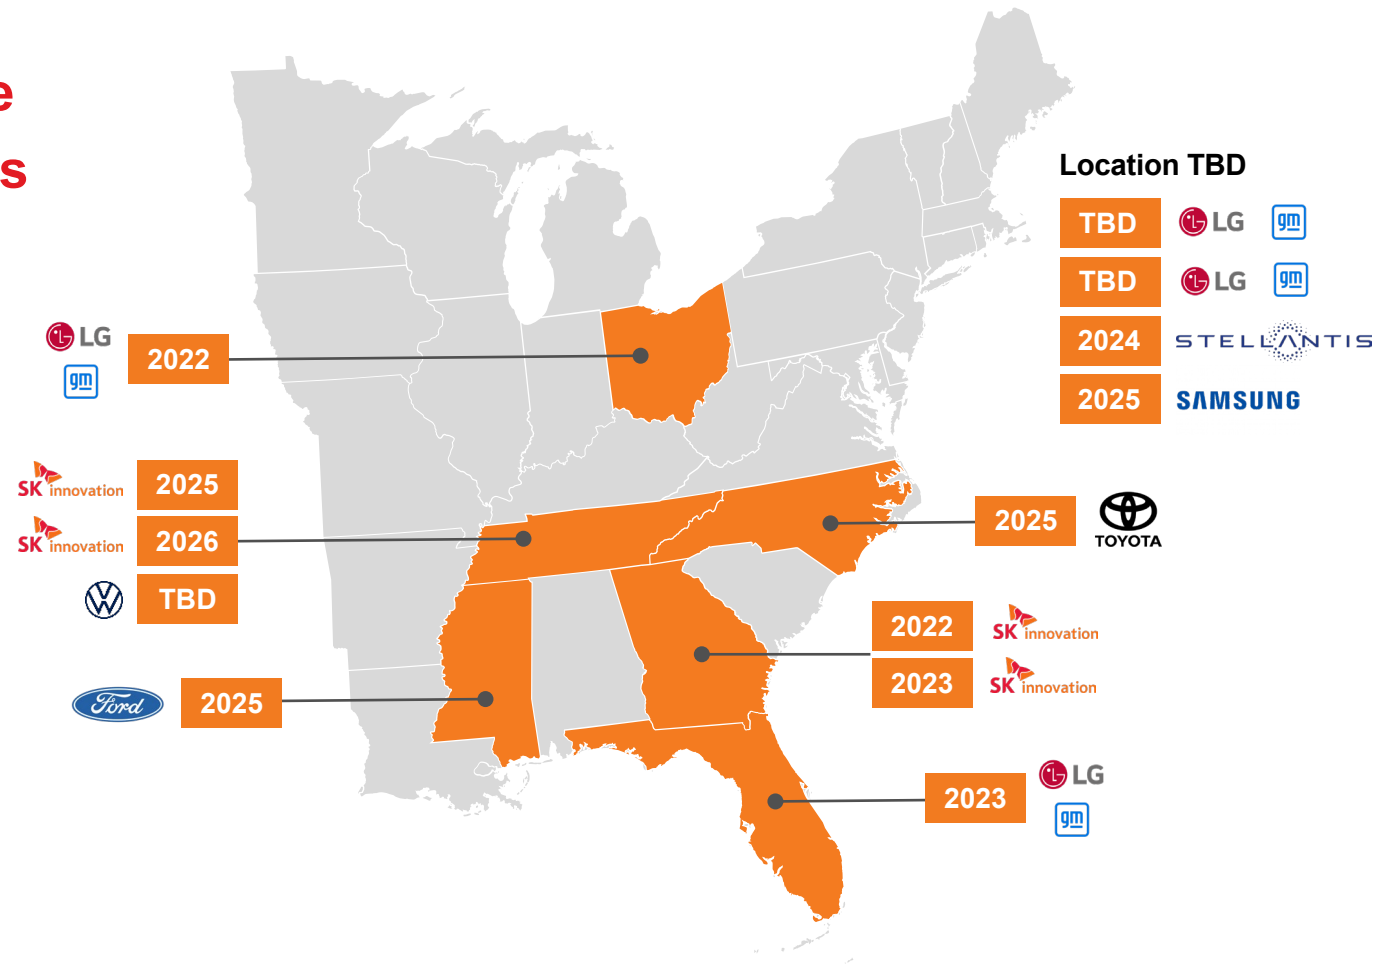 e
s
Location TBD
TBD LG gm
TBD LG gm
2024 STELLANTIS
2025 SAMSUNG
LG
gm
2022
SK innovation 2025
SK innovation 2026
VW TBD
Ford 2025
2025 TOYOTA
2022 SK innovation
2023 SK innovation
2023 LG
gm